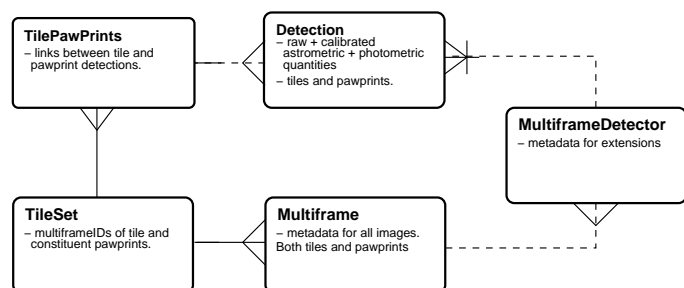 TilePawPrints
– links between tile and
pawprint detections.
Detection
– raw + calibrated
astrometric + photometric
quantities
– tiles and pawprints.
MultiframeDetector
– metadata for extensions
TileSet
– multiframeIDs of tile and
constituent pawprints.
Multiframe
– metadata for all images.
Both tiles and pawprints